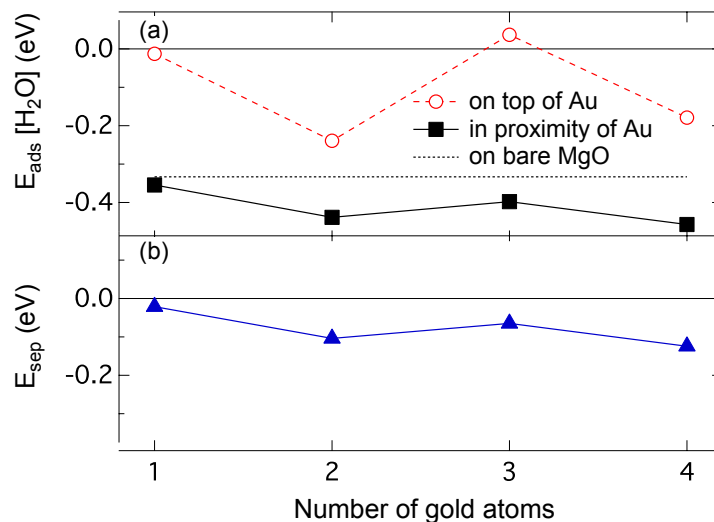 (a)
E_ads [H₂O] (eV)
0.0
-0.2
-0.4
on top of Au
in proximity of Au
on bare MgO
(b)
E_sep (eV)
0.0
-0.2
1 2 3 4
Number of gold atoms